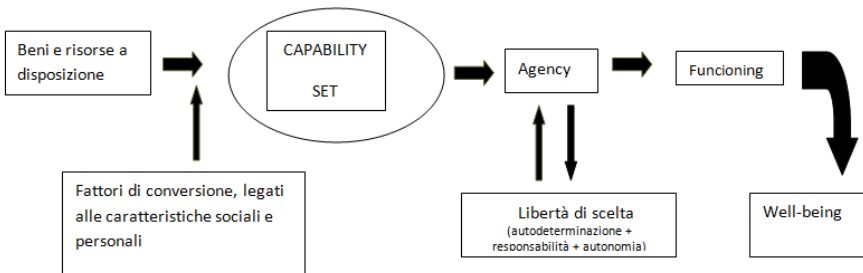 Beni e risorse a
disposizione
CAPABILITY
SET
Agency
Funcioning
Fattori di conversione, legati
alle caratteristiche sociali e
personali
Libertà di scelta
(autodeterminazione +
responsabilità + autonomia)
Well-being